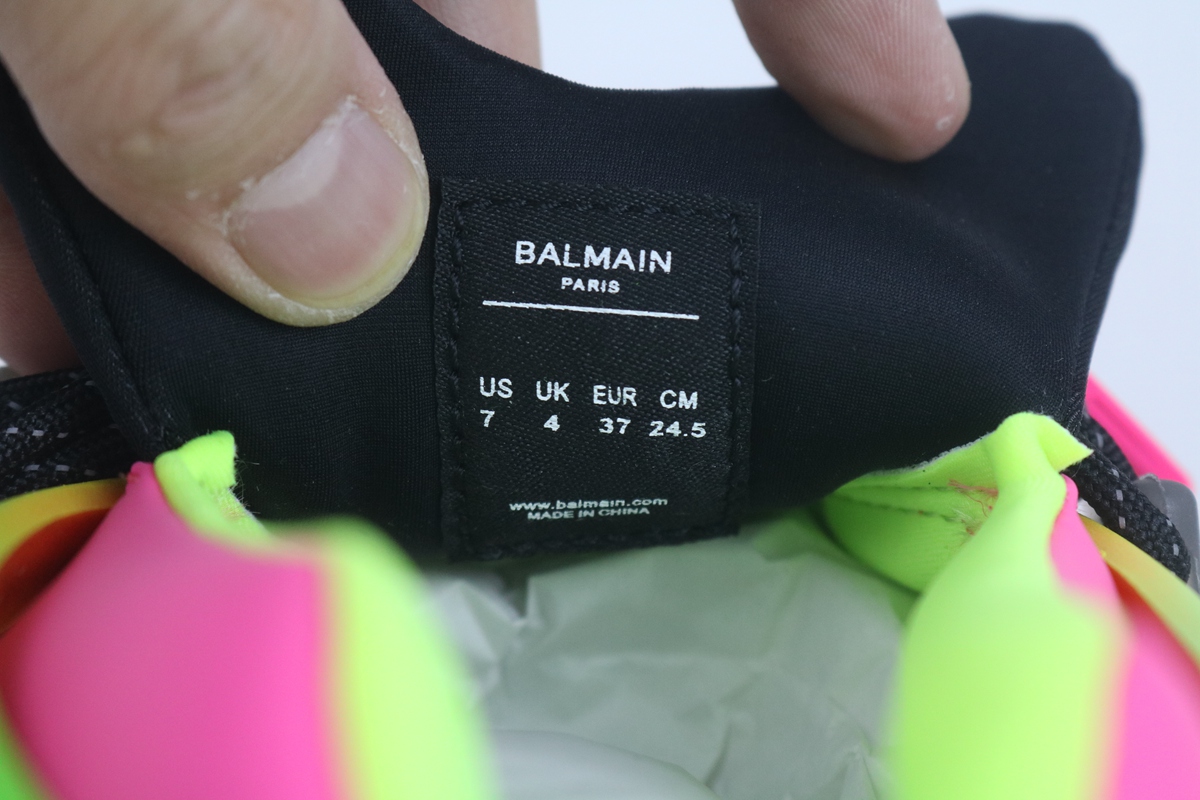 BALMAIN
PARIS
US UK EUR CM
7 4 37 24.5
www.balmain.com
MADE IN CHINA